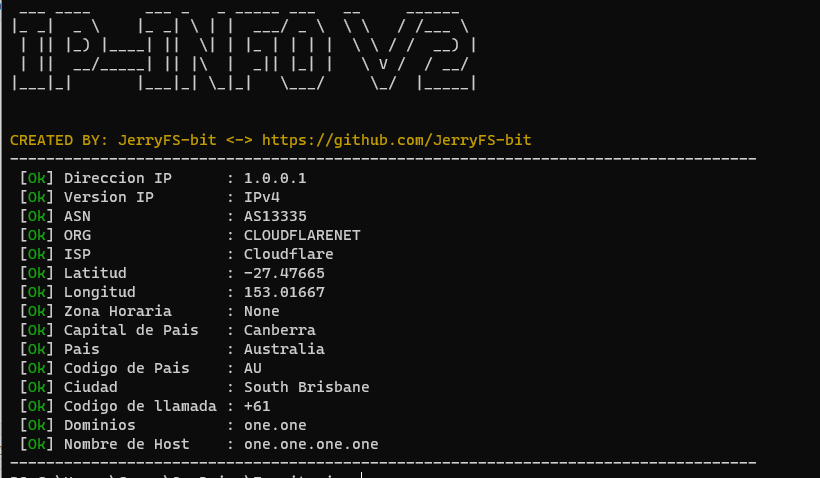 IP-INFO V2
CREATED BY: JerryFS-bit <-> https://github.com/JerryFS-bit
-----------------------------------------------------------------------------------
[Ok] Direccion IP      : 1.0.0.1
[Ok] Version IP        : IPv4
[Ok] ASN               : AS13335
[Ok] ORG               : CLOUDFLARENET
[Ok] ISP               : Cloudflare
[Ok] Latitud           : -27.47665
[Ok] Longitud          : 153.01667
[Ok] Zona Horaria      : None
[Ok] Capital de Pais   : Canberra
[Ok] Pais              : Australia
[Ok] Codigo de Pais    : AU
[Ok] Ciudad            : South Brisbane
[Ok] Codigo de llamada : +61
[Ok] Dominios          : one.one
[Ok] Nombre de Host    : one.one.one.one
-----------------------------------------------------------------------------------